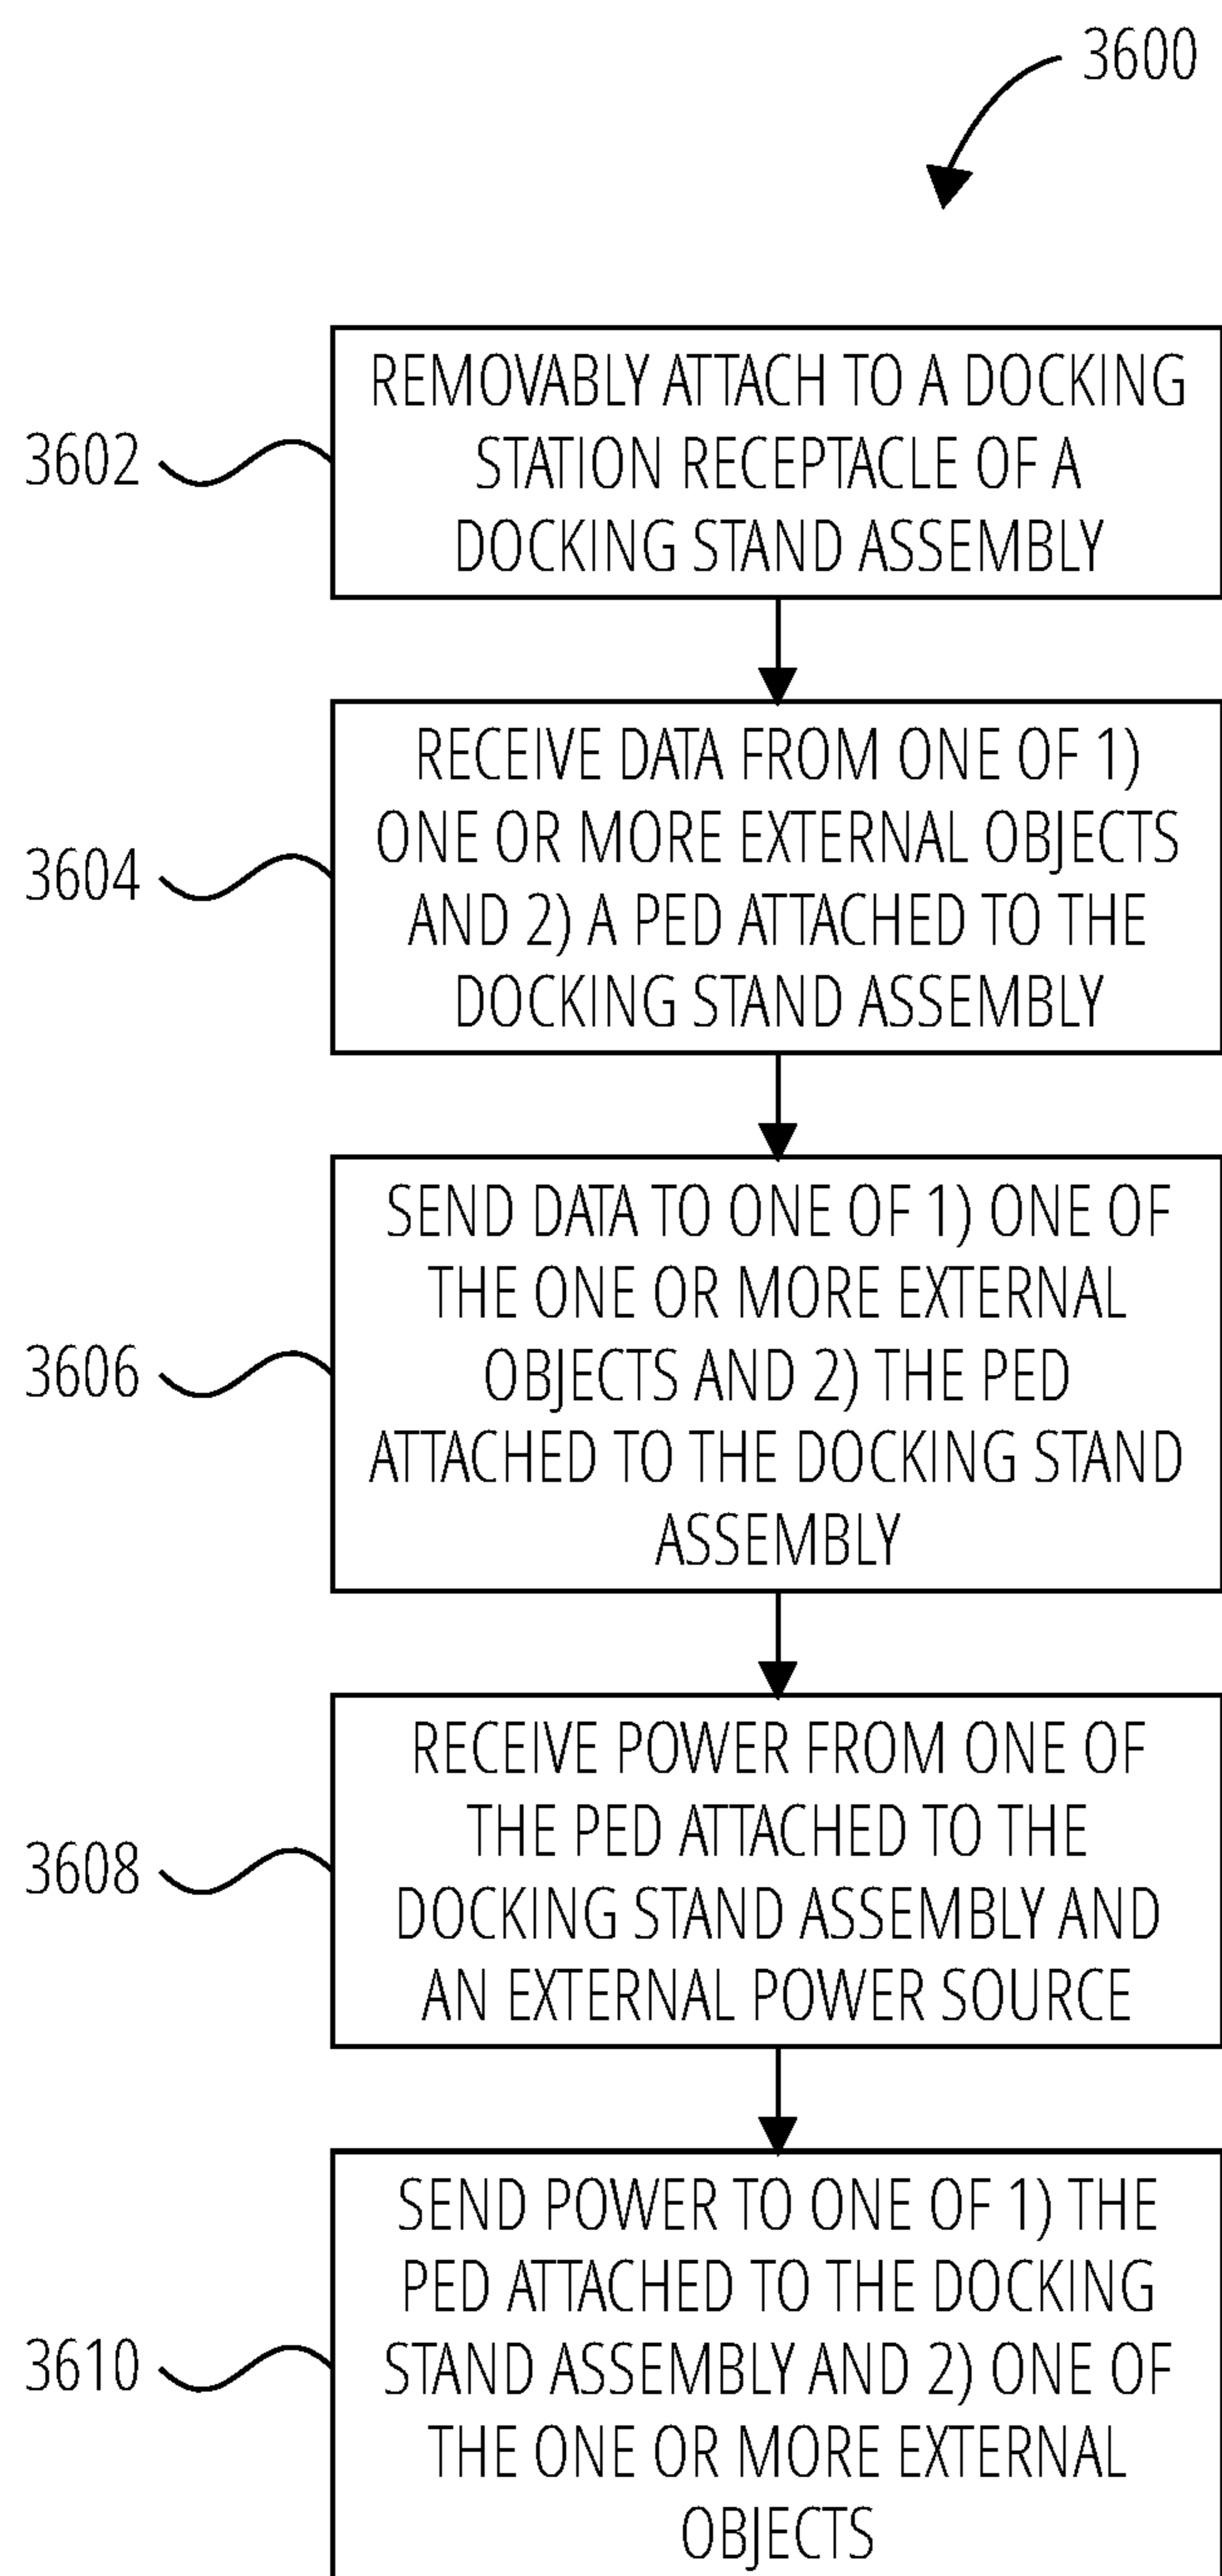 3600
REMOVABLY ATTACH TO A DOCKING
STATION RECEPTACLE OF A
DOCKING STAND ASSEMBLY
3602
RECEIVE DATA FROM ONE OF 1)
ONE OR MORE EXTERNAL OBJECTS
AND 2) A PED ATTACHED TO THE
DOCKING STAND ASSEMBLY
3604
SEND DATA TO ONE OF 1) ONE OF
THE ONE OR MORE EXTERNAL
OBJECTS AND 2) THE PED
ATTACHED TO THE DOCKING STAND
ASSEMBLY
3606
RECEIVE POWER FROM ONE OF
THE PED ATTACHED TO THE
DOCKING STAND ASSEMBLY AND
AN EXTERNAL POWER SOURCE
3608
SEND POWER TO ONE OF 1) THE
PED ATTACHED TO THE DOCKING
STAND ASSEMBLY AND 2) ONE OF
THE ONE OR MORE EXTERNAL
OBJECTS
3610